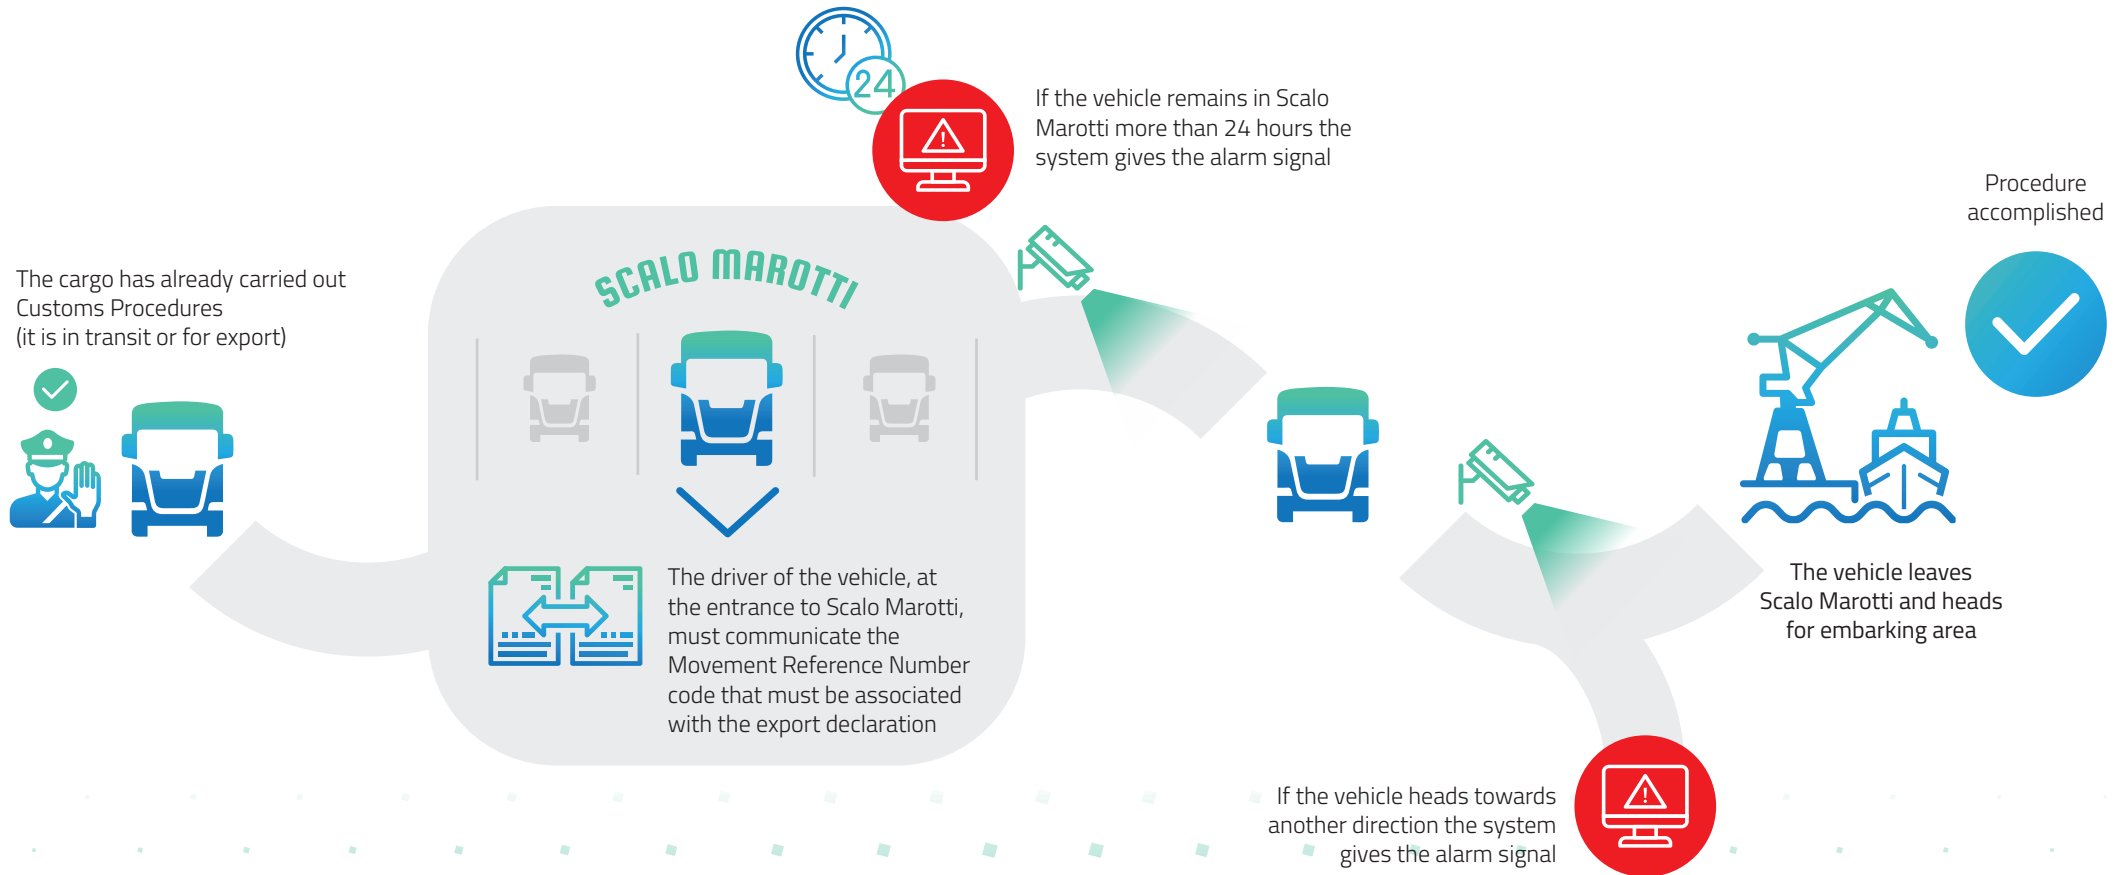 The cargo has already carried out
Customs Procedures
(it is in transit or for export)
SCALO MAROTTI
The driver of the vehicle, at
the entrance to Scalo Marotti,
must communicate the
Movement Reference Number
code that must be associated
with the export declaration
24
If the vehicle remains in Scalo
Marotti more than 24 hours the
system gives the alarm signal
If the vehicle heads towards
another direction the system
gives the alarm signal
The vehicle leaves
Scalo Marotti and heads
for embarking area
Procedure
accomplished